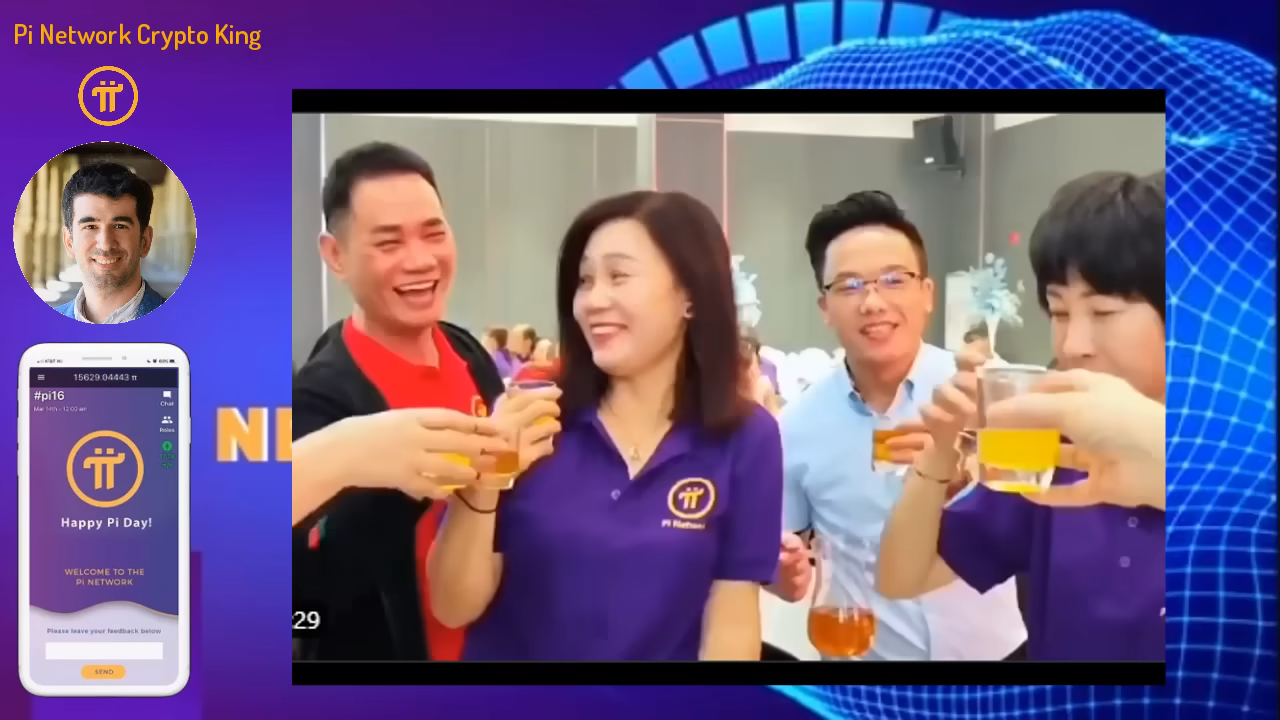 Pi Network Crypto King
15629.04443 π
#pi16
Mar 14th - 12:00 am
Chat
Roles
Happy Pi Day!
WELCOME TO THE
Pi NETWORK
Please leave your feedback below
SEND
Pi Network
:29